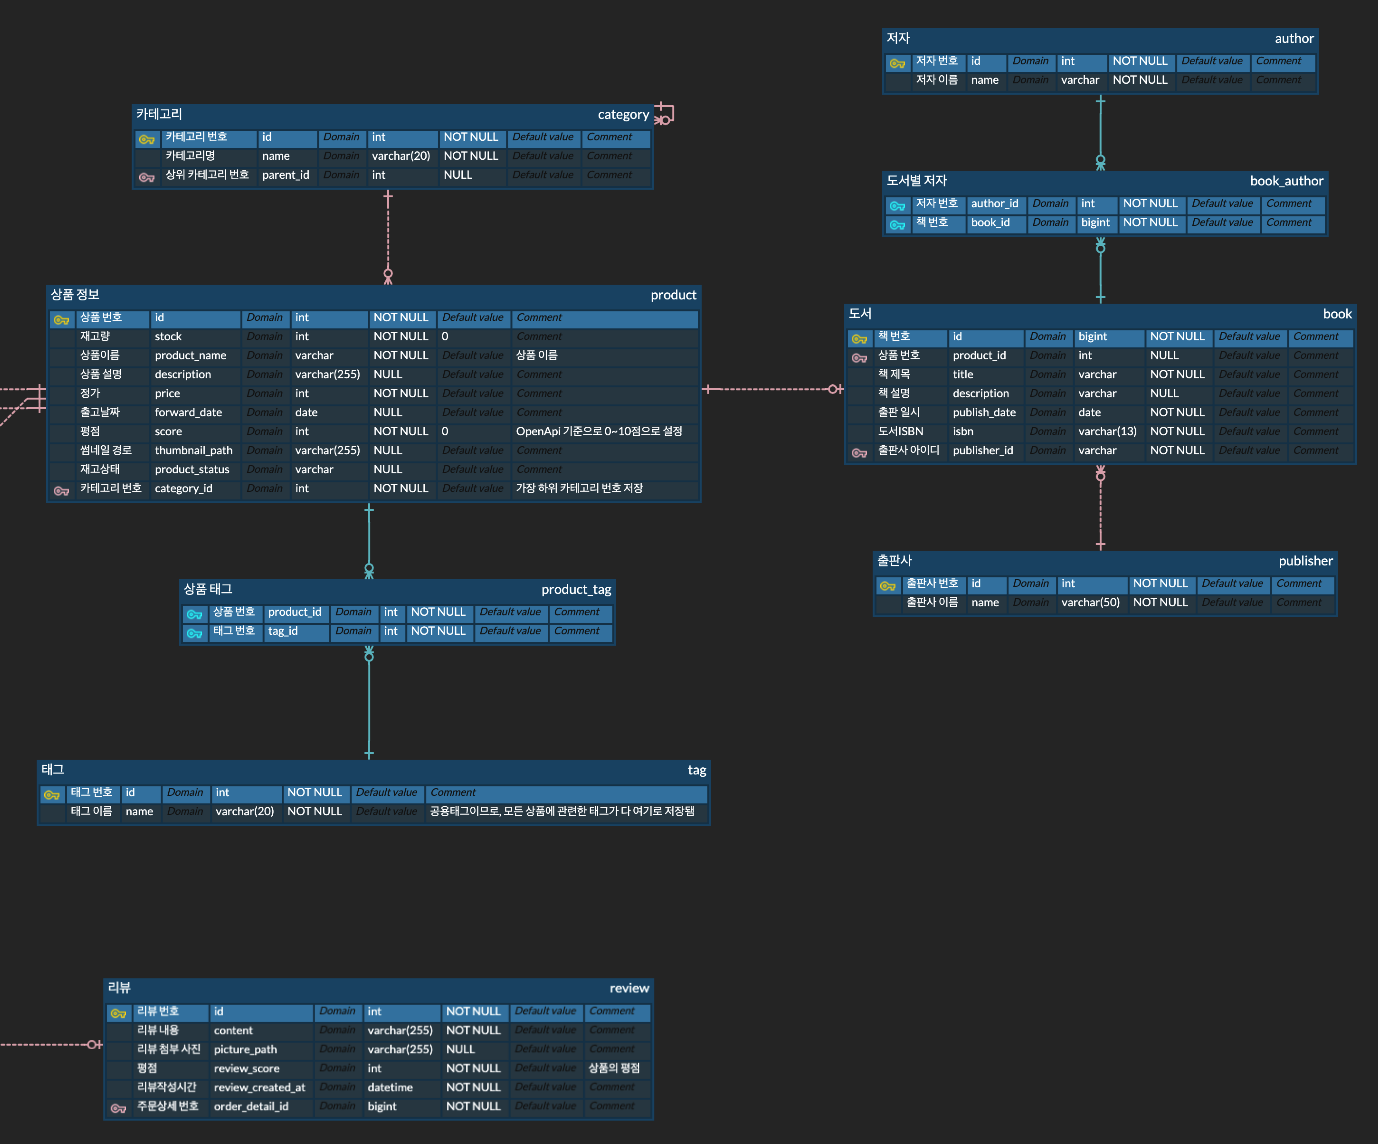 저자 author
저자 번호 id Domain int NOT NULL Default value Comment
저자 이름 name Domain varchar NOT NULL Default value Comment
카테고리 category
카테고리 번호 id Domain int NOT NULL Default value Comment
카테고리명 name Domain varchar(20) NOT NULL Default value Comment
상위 카테고리 번호 parent_id Domain int NULL Default value Comment
도서별 저자 book_author
저자 번호 author_id Domain int NOT NULL Default value Comment
책 번호 book_id Domain bigint NOT NULL Default value Comment
상품 정보 product
상품 번호 id Domain int NOT NULL Default value Comment
재고량 stock Domain int NOT NULL 0 Comment
상품이름 product_name Domain varchar NOT NULL Default value 상품 이름
상품 설명 description Domain varchar(255) NULL Default value Comment
정가 price Domain int NOT NULL Default value Comment
출고날짜 forward_date Domain date NULL Default value Comment
평점 score Domain int NOT NULL 0 OpenApi 기준으로 0~10점으로 설정
썸네일 경로 thumbnail_path Domain varchar(255) NULL Default value Comment
재고상태 product_status Domain varchar NULL Default value Comment
카테고리 번호 category_id Domain int NOT NULL Default value 가장 하위 카테고리 번호 저장
도서 book
책 번호 id Domain bigint NOT NULL Default value Comment
상품 번호 product_id Domain int NULL Default value Comment
책 제목 title Domain varchar NOT NULL Default value Comment
책 설명 description Domain varchar NULL Default value Comment
출판 일시 publish_date Domain date NOT NULL Default value Comment
도서ISBN isbn Domain varchar(13) NOT NULL Default value Comment
출판사 아이디 publisher_id Domain varchar NOT NULL Default value Comment
출판사 publisher
출판사 번호 id Domain int NOT NULL Default value Comment
출판사 이름 name Domain varchar(50) NOT NULL Default value Comment
상품 태그 product_tag
상품 번호 product_id Domain int NOT NULL Default value Comment
태그 번호 tag_id Domain int NOT NULL Default value Comment
태그 tag
태그 번호 id Domain int NOT NULL Default value Comment
태그 이름 name Domain varchar(20) NOT NULL Default value 공용태그이므로, 모든 상품에 관련한 태그가 다 여기로 저장됌
리뷰 review
리뷰 번호 id Domain int NOT NULL Default value Comment
리뷰 내용 content Domain varchar(255) NOT NULL Default value Comment
리뷰 첨부 사진 picture_path Domain varchar(255) NULL Default value Comment
평점 review_score Domain int NOT NULL Default value 상품의 평점
리뷰작성시간 review_created_at Domain datetime NOT NULL Default value Comment
주문상세 번호 order_detail_id Domain bigint NOT NULL Default value Comment